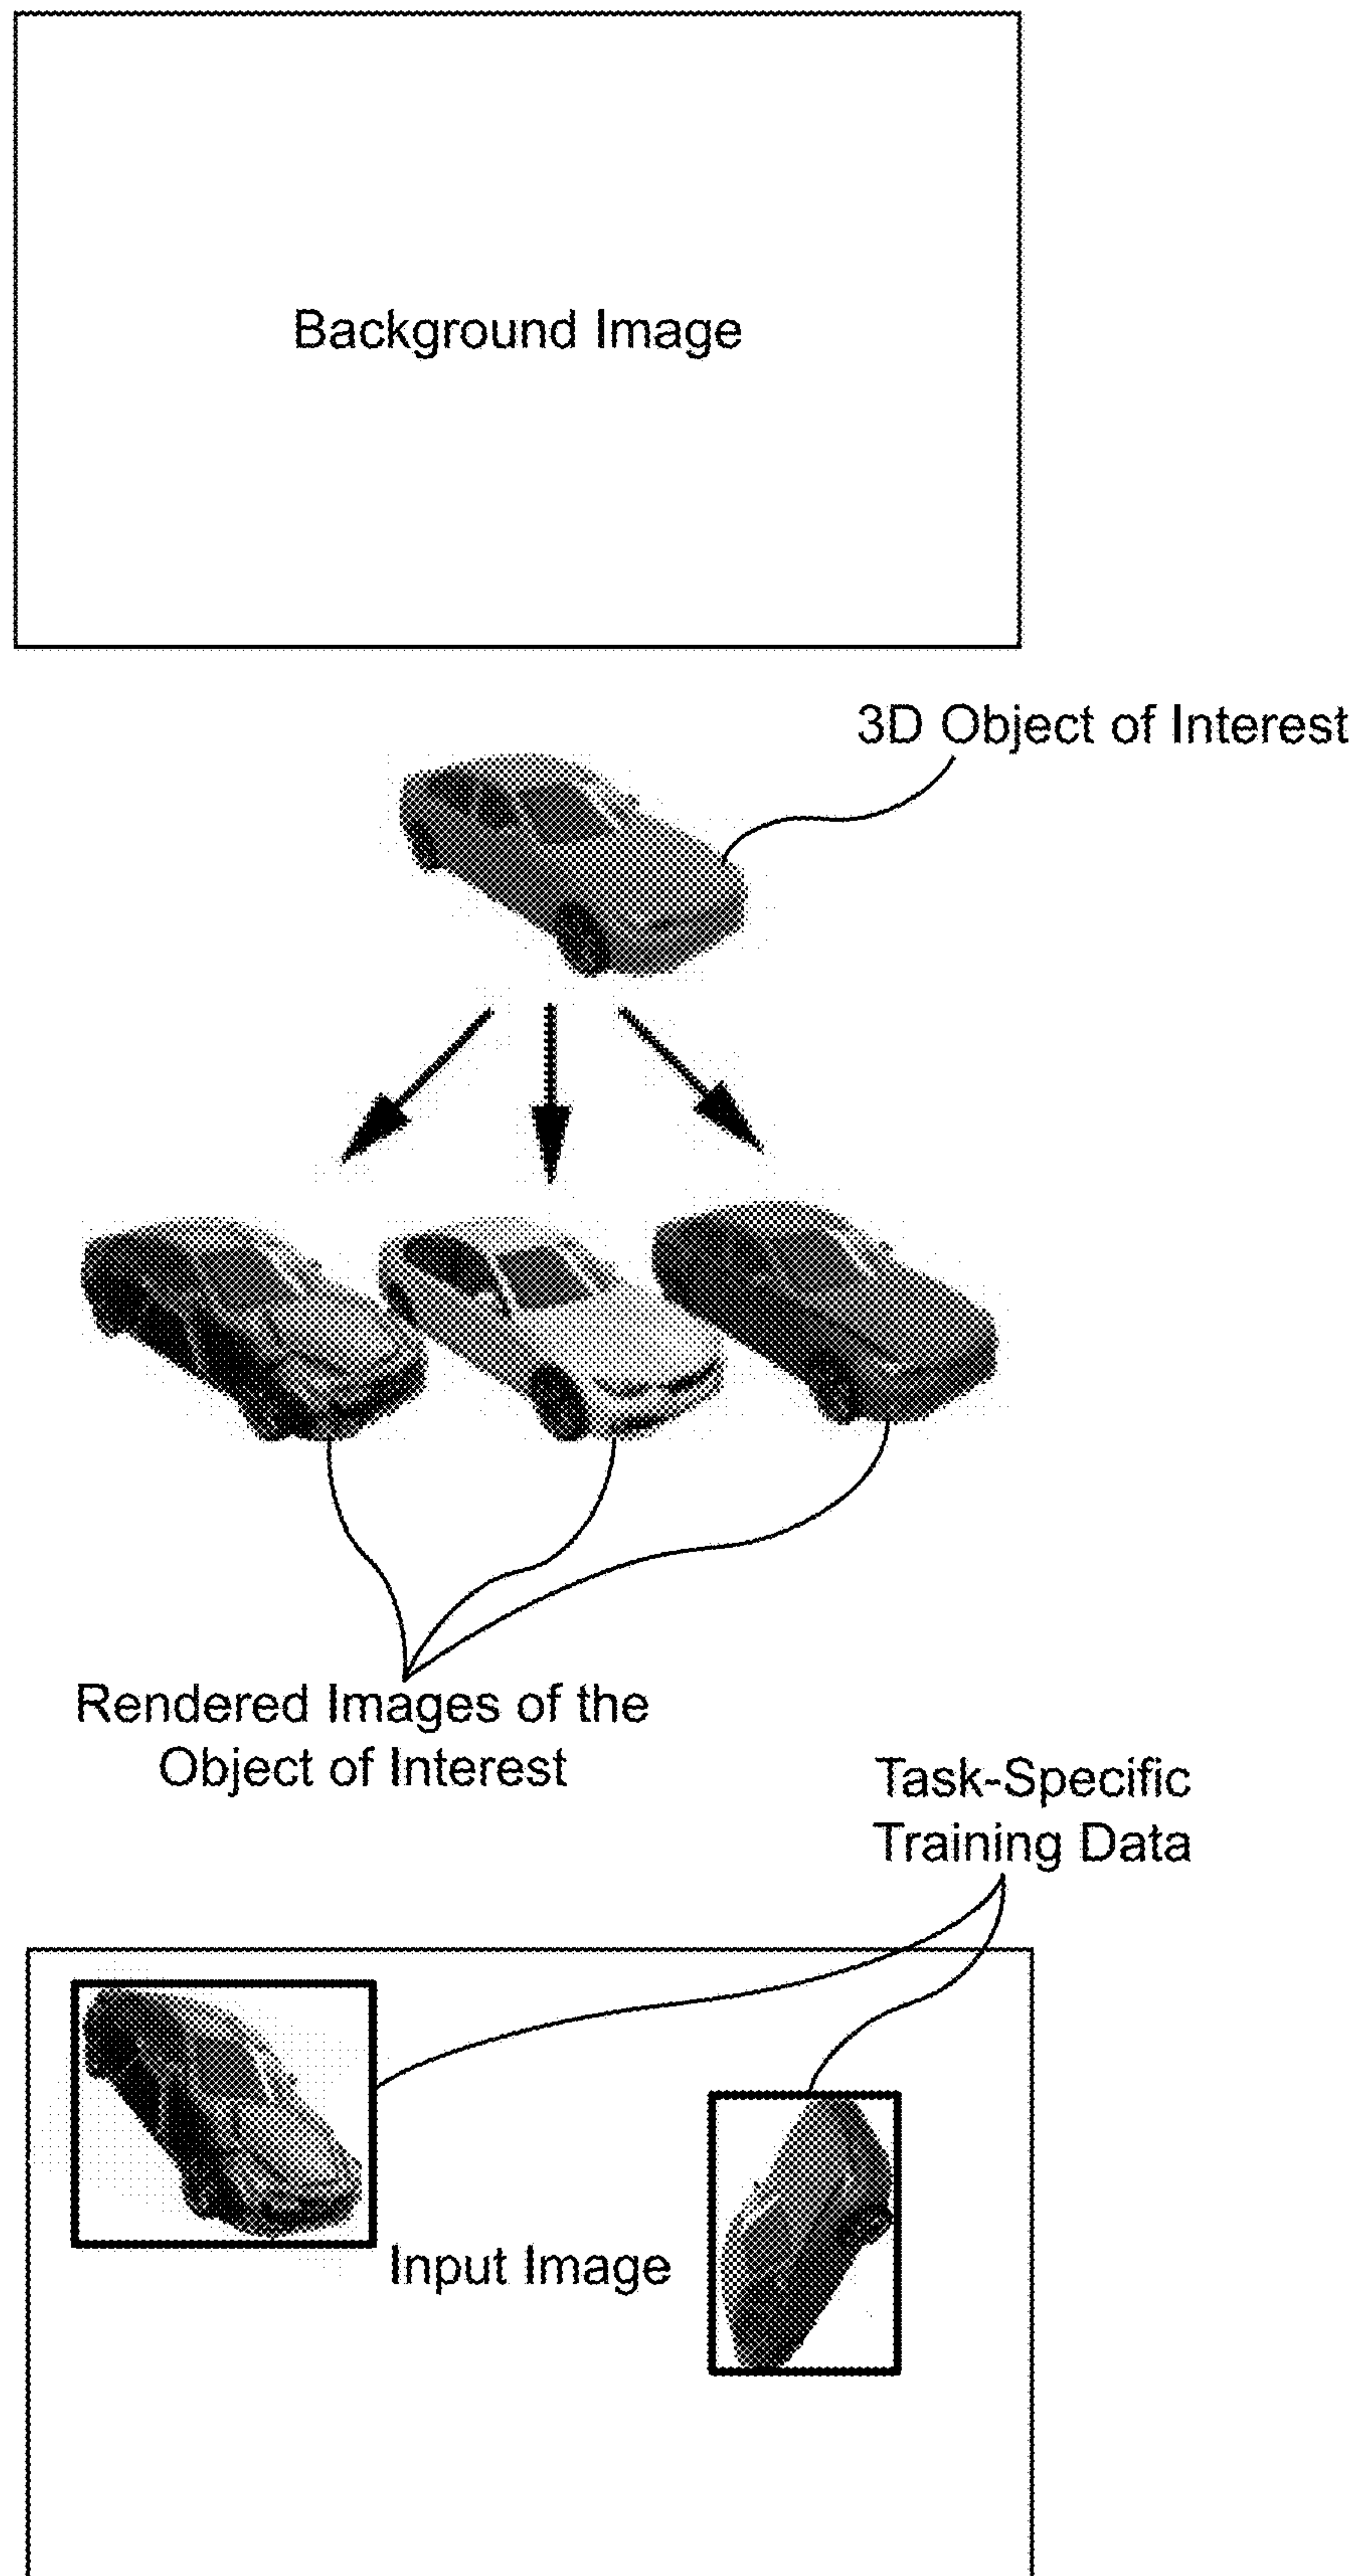 Background Image
3D Object of Interest
Rendered Images of the
Object of Interest
Task-Specific
Training Data
Input Image